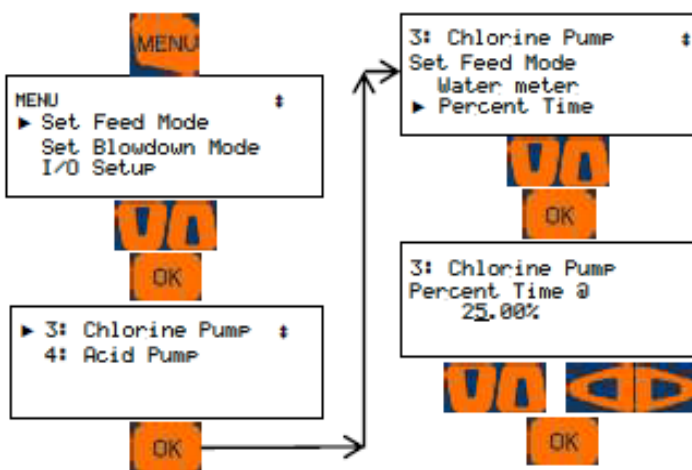 MENU
MENU
▶ Set Feed Mode
Set Blowdown Mode
I/O Setup
OK
▶ 3: Chlorine Pump
4: Acid Pump
OK
3: Chlorine Pump
Set Feed Mode
Water meter
▶ Percent Time
OK
3: Chlorine Pump
Percent Time @
25.00%
OK